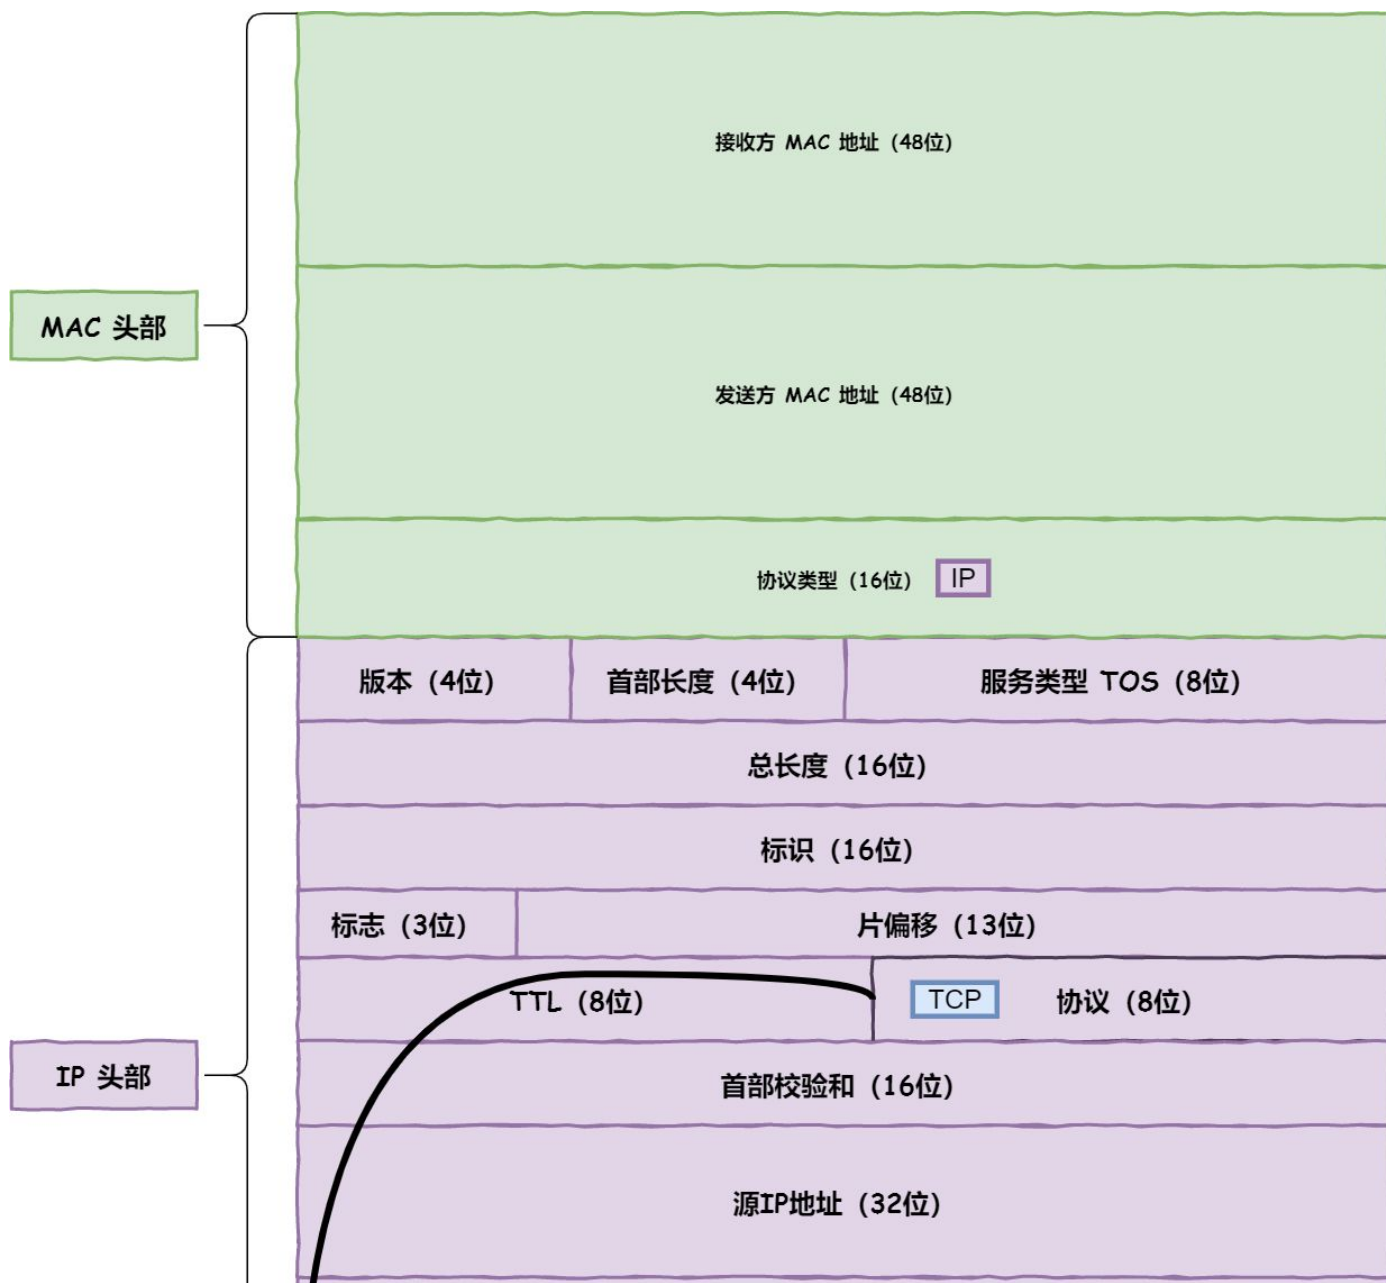 接收方 MAC 地址（48位）
MAC 头部
发送方 MAC 地址（48位）
协议类型（16位） IP
版本（4位） 首部长度（4位） 服务类型 TOS（8位）
总长度（16位）
标识（16位）
标志（3位） 片偏移（13位）
TTL（8位） TCP 协议（8位）
IP 头部
首部校验和（16位）
源IP地址（32位）